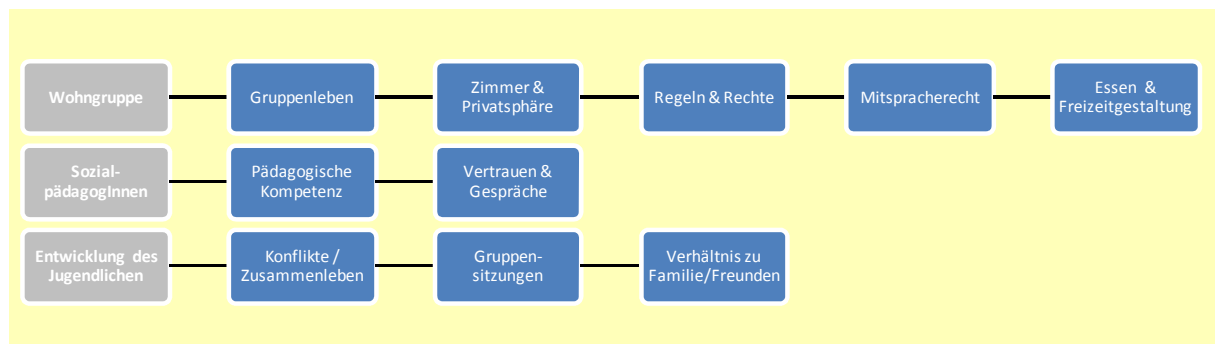 Wohngruppe
Gruppenleben
Zimmer &
Privatsphäre
Regeln & Rechte
Mitspracherecht
Essen &
Freizeitgestaltung
Sozial-
pädagogInnen
Pädagogische
Kompetenz
Vertrauen &
Gespräche
Entwicklung des
Jugendlichen
Konflikte /
Zusammenleben
Gruppen-
sitzungen
Verhältnis zu
Familie/Freunden